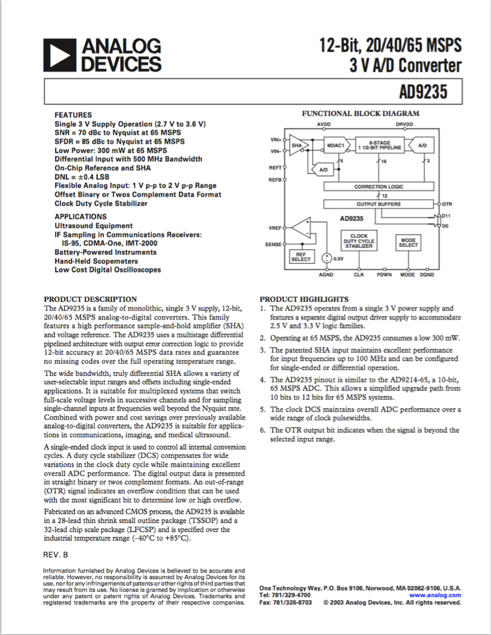 ANALOG
DEVICES
12-Bit, 20/40/65 MSPS
3 V A/D Converter
AD9235
FEATURES
Single 3 V Supply Operation (2.7 V to 3.6 V)
SNR = 70 dBc to Nyquist at 65 MSPS
SFDR = 85 dBc to Nyquist at 65 MSPS
Low Power: 300 mW at 65 MSPS
Differential Input with 500 MHz Bandwidth
On-Chip Reference and SHA
DNL = ±0.4 LSB
Flexible Analog Input: 1 V p-p to 2 V p-p Range
Offset Binary or Twos Complement Data Format
Clock Duty Cycle Stabilizer
APPLICATIONS
Ultrasound Equipment
IF Sampling in Communications Receivers:
IS-95, CDMA-One, IMT-2000
Battery-Powered Instruments
Hand-Held Scopemeters
Low Cost Digital Oscilloscopes
FUNCTIONAL BLOCK DIAGRAM
AVDD DRVDD
VIN+
VIN–
SHA
MDAC1
8-STAGE
1 1/2-BIT PIPELINE
A/D
REFT
REFB
A/D
4
16
3
CORRECTION LOGIC
12
OUTPUT BUFFERS
OTR
D11
D0
AD9235
VREF
SENSE
CLOCK
DUTY CYCLE
STABILIZER
MODE
SELECT
REF
SELECT
0.5V
AGND CLK PDWN MODE DGND
PRODUCT DESCRIPTION
The AD9235 is a family of monolithic, single 3 V supply, 12-bit,
20/40/65 MSPS analog-to-digital converters. This family
features a high performance sample-and-hold amplifier (SHA)
and voltage reference. The AD9235 uses a multistage differential
pipelined architecture with output error correction logic to provide
12-bit accuracy at 20/40/65 MSPS data rates and guarantee
no missing codes over the full operating temperature range.
The wide bandwidth, truly differential SHA allows a variety of
user-selectable input ranges and offsets including single-ended
applications. It is suitable for multiplexed systems that switch
full-scale voltage levels in successive channels and for sampling
single-channel inputs at frequencies well beyond the Nyquist rate.
Combined with power and cost savings over previously available
analog-to-digital converters, the AD9235 is suitable for applica-
tions in communications, imaging, and medical ultrasound.
A single-ended clock input is used to control all internal conversion
cycles. A duty cycle stabilizer (DCS) compensates for wide
variations in the clock duty cycle while maintaining excellent
overall ADC performance. The digital output data is presented
in straight binary or twos complement formats. An out-of-range
(OTR) signal indicates an overflow condition that can be used
with the most significant bit to determine low or high overflow.
Fabricated on an advanced CMOS process, the AD9235 is available
in a 28-lead thin shrink small outline package (TSSOP) and a
32-lead chip scale package (LFCSP) and is specified over the
industrial temperature range (–40°C to +85°C).
PRODUCT HIGHLIGHTS
1. The AD9235 operates from a single 3 V power supply and
features a separate digital output driver supply to accommodate
2.5 V and 3.3 V logic families.
2. Operating at 65 MSPS, the AD9235 consumes a low 300 mW.
3. The patented SHA input maintains excellent performance
for input frequencies up to 100 MHz and can be configured
for single-ended or differential operation.
4. The AD9235 pinout is similar to the AD9214-65, a 10-bit,
65 MSPS ADC. This allows a simplified upgrade path from
10 bits to 12 bits for 65 MSPS systems.
5. The clock DCS maintains overall ADC performance over a
wide range of clock pulsewidths.
6. The OTR output bit indicates when the signal is beyond the
selected input range.
REV. B
Information furnished by Analog Devices is believed to be accurate and
reliable. However, no responsibility is assumed by Analog Devices for its
use, nor for any infringements of patents or other rights of third parties that
may result from its use. No license is granted by implication or otherwise
under any patent or patent rights of Analog Devices. Trademarks and
registered trademarks are the property of their respective companies.
One Technology Way, P.O. Box 9106, Norwood, MA 02062-9106, U.S.A.
Tel: 781/329-4700 www.analog.com
Fax: 781/326-8703 © 2003 Analog Devices, Inc. All rights reserved.